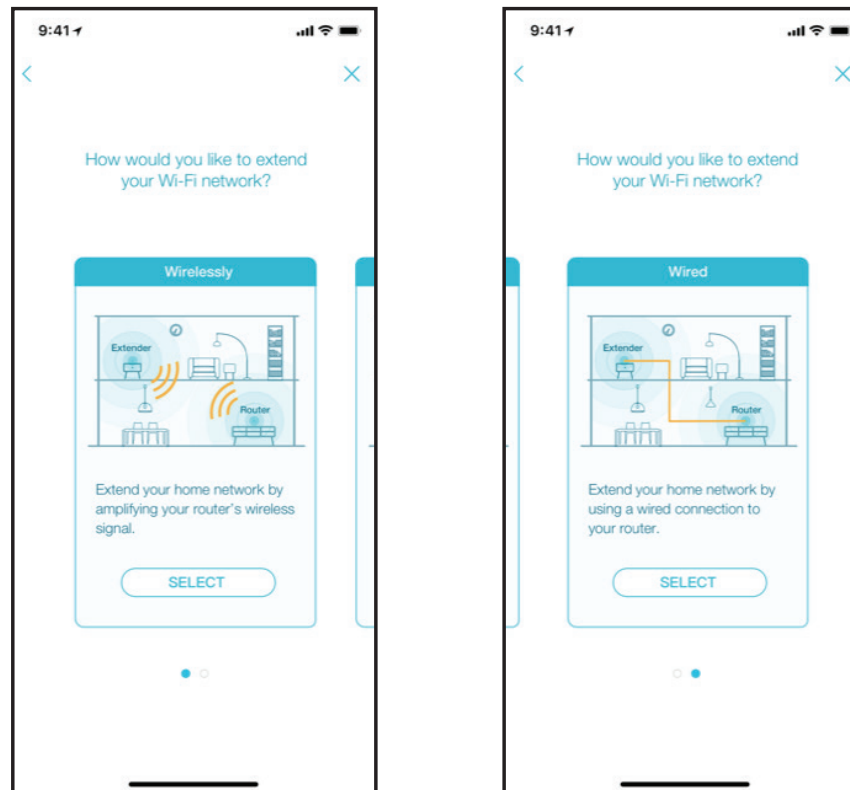 9:41
How would you like to extend
your Wi-Fi network?
Wirelessly
Extender
Router
Extend your home network by
amplifying your router's wireless
signal.
SELECT
9:41
How would you like to extend
your Wi-Fi network?
Wired
Extender
Router
Extend your home network by
using a wired connection to
your router.
SELECT